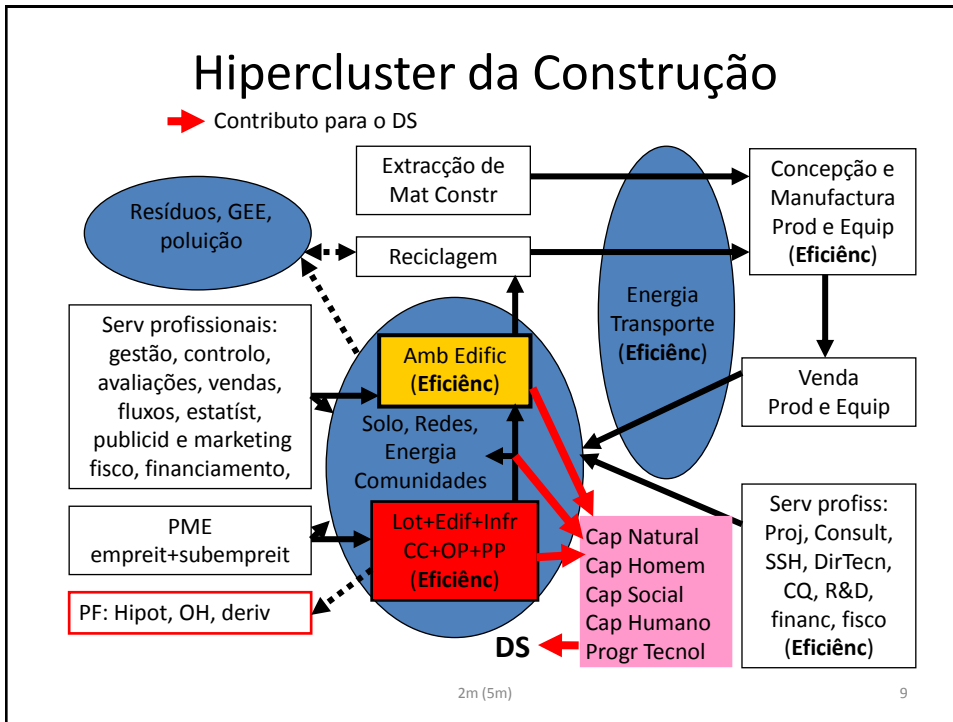 Hipercluster da Construção
Contributo para o DS
Extracção de
Mat Constr
Concepção e
Manufactura
Prod e Equip
(Eficiênc)
Resíduos, GEE,
poluição
Reciclagem
Energia
Transporte
(Eficiênc)
Serv profissionais:
gestão, controlo,
avaliações, vendas,
fluxos, estatíst,
publicid e marketing
fisco, financiamento,
Amb Edific
(Eficiênc)
Venda
Prod e Equip
Solo, Redes,
Energia
Comunidades
PME
empreit+subempreit
Lot+Edif+Infr
CC+OP+PP
(Eficiênc)
Cap Natural
Cap Homem
Cap Social
Cap Humano
Progr Tecnol
Serv profiss:
Proj, Consult,
SSH, DirTecn,
CQ, R&D,
financ, fisco
(Eficiênc)
PF: Hipot, OH, deriv
DS
2m (5m)
9